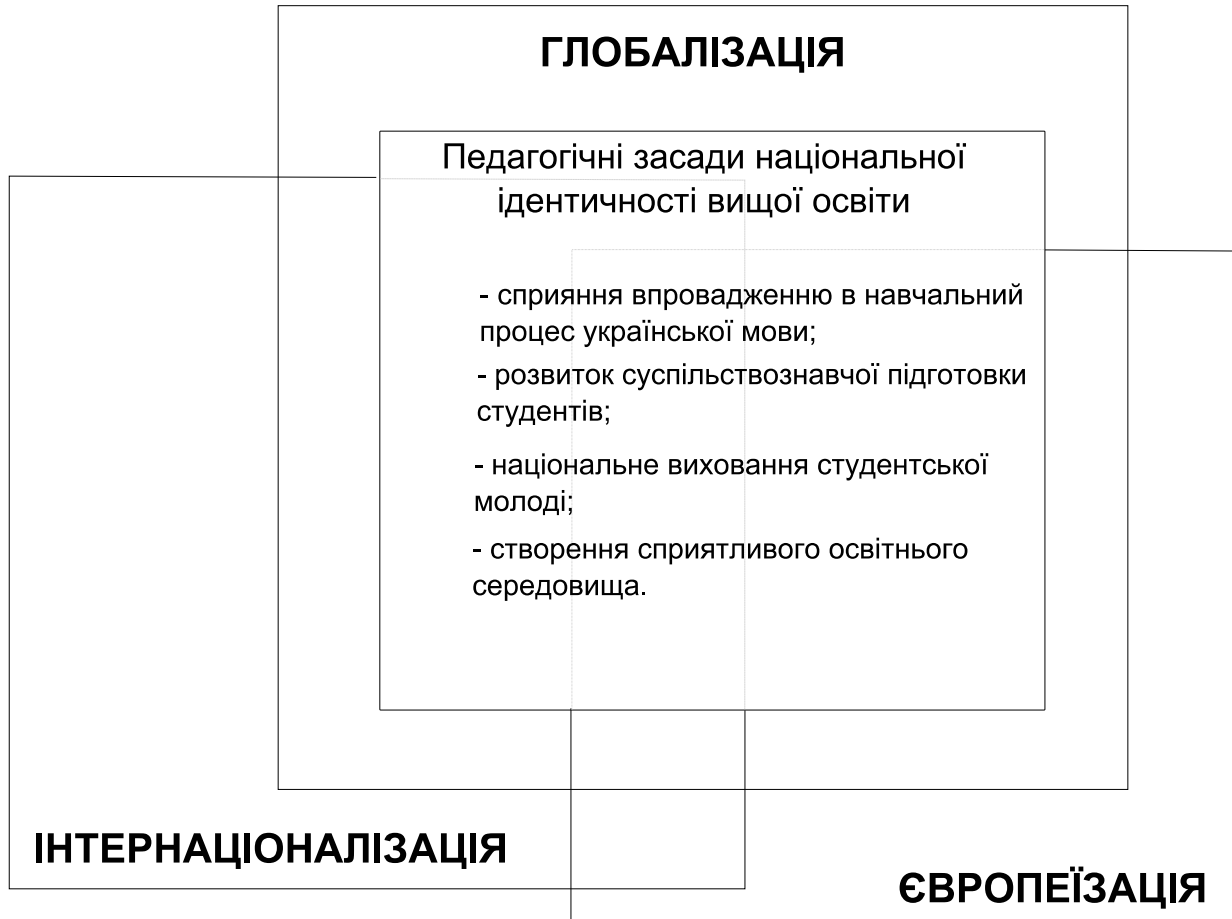 ГЛОБАЛІЗАЦІЯ
Педагогічні засади національної
ідентичності вищої освіти
- сприяння впровадженню в навчальний
процес української мови;
- розвиток суспільствознавчої підготовки
студентів;
- національне виховання студентської
молоді;
- створення сприятливого освітнього
середовища.
ІНТЕРНАЦІОНАЛІЗАЦІЯ
ЄВРОПЕЇЗАЦІЯ